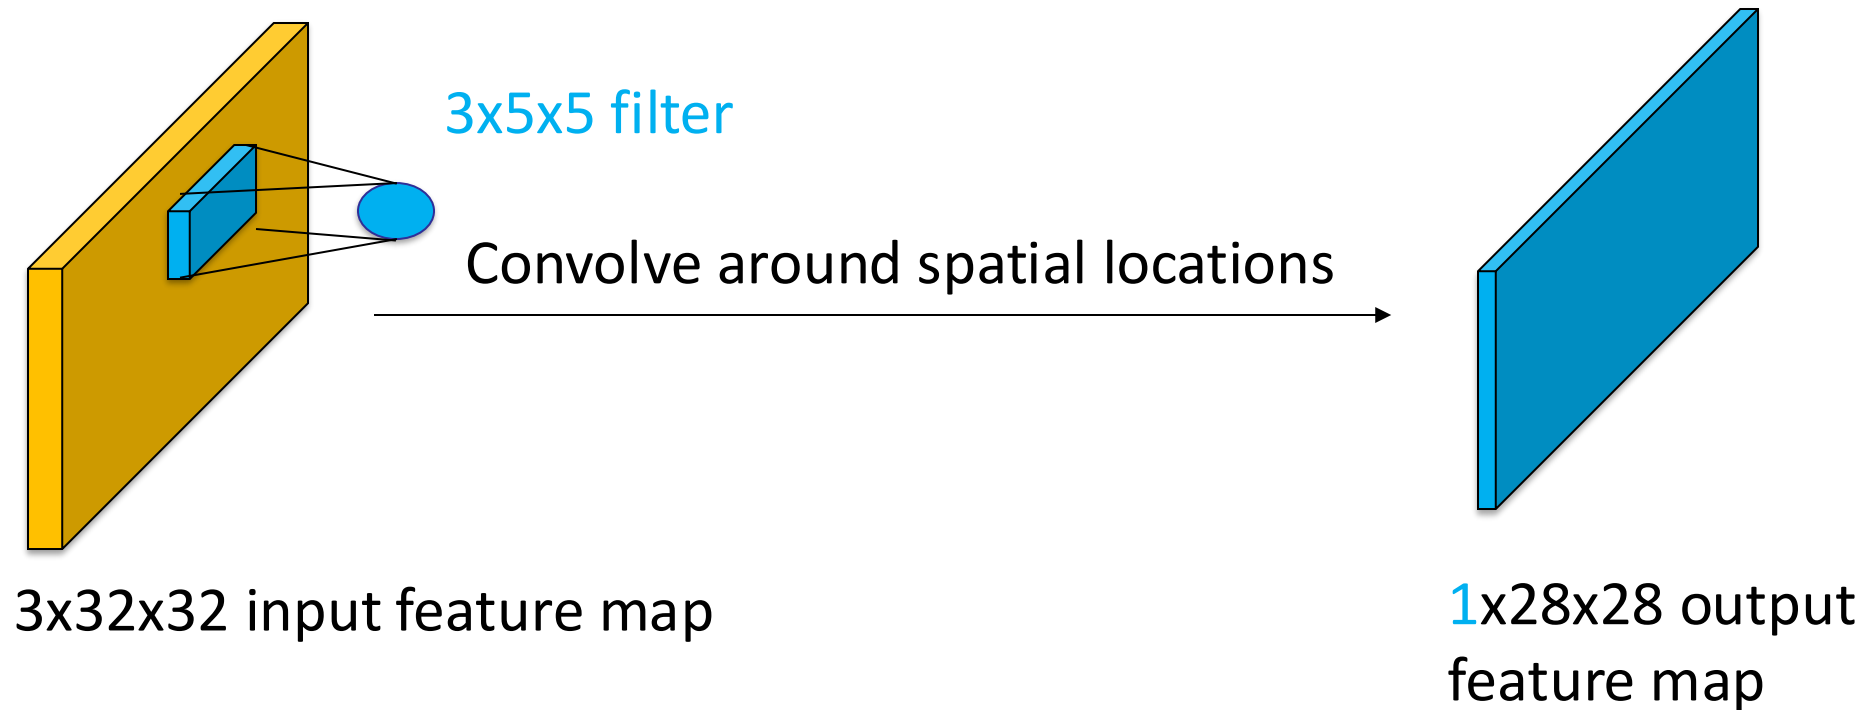 3x5x5 filter
Convolve around spatial locations
3x32x32 input feature map
1x28x28 output
feature map